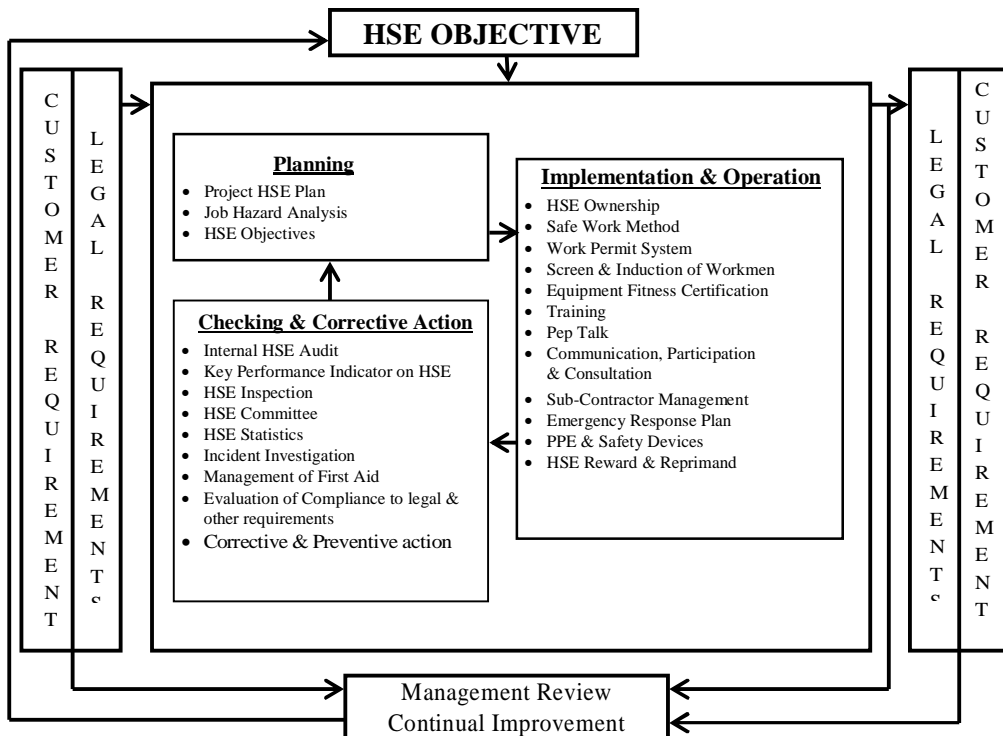 HSE OBJECTIVE
CUSTOMER REQUIREMENT
LEGAL REQUIREMENTS
Planning
• Project HSE Plan
• Job Hazard Analysis
• HSE Objectives
Implementation & Operation
• HSE Ownership
• Safe Work Method
• Work Permit System
• Screen & Induction of Workmen
• Equipment Fitness Certification
• Training
• Pep Talk
• Communication, Participation
& Consultation
• Sub-Contractor Management
• Emergency Response Plan
• PPE & Safety Devices
• HSE Reward & Reprimand
Checking & Corrective Action
• Internal HSE Audit
• Key Performance Indicator on HSE
• HSE Inspection
• HSE Committee
• HSE Statistics
• Incident Investigation
• Management of First Aid
• Evaluation of Compliance to legal &
other requirements
• Corrective & Preventive action
LEGAL REQUIREMENTS
CUSTOMER REQUIREMENT
Management Review
Continual Improvement